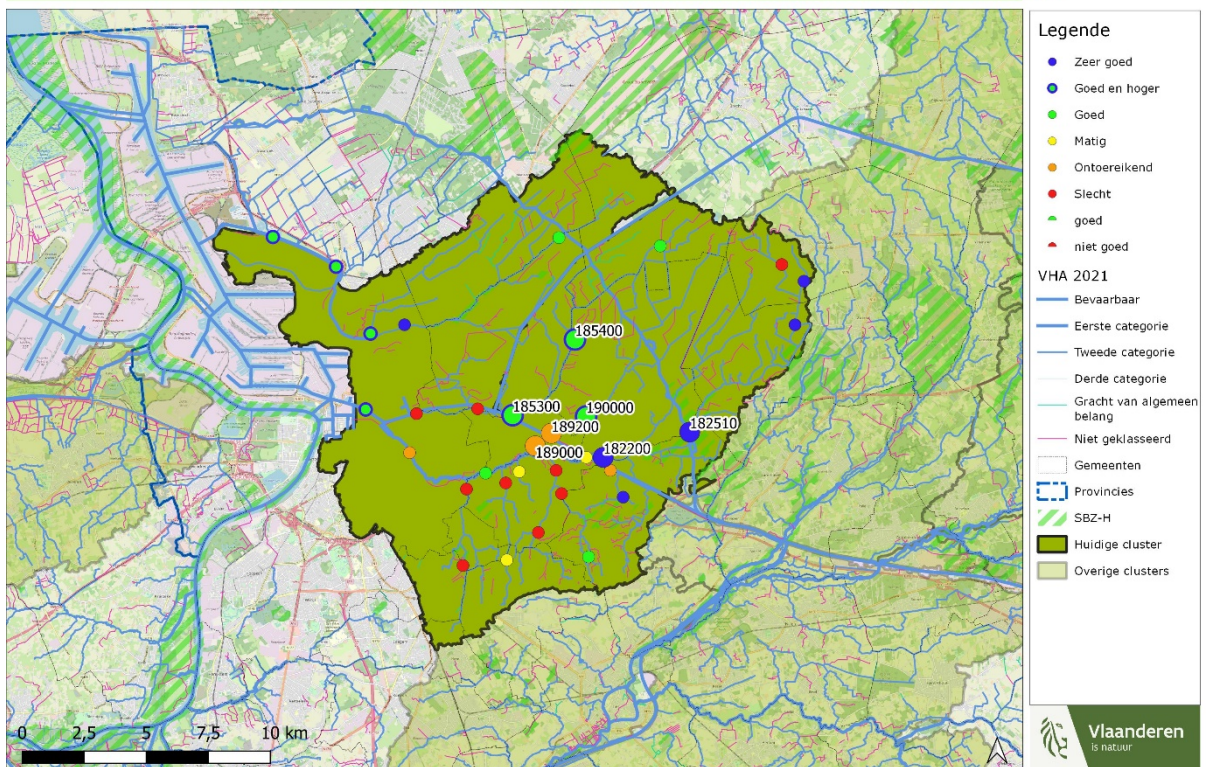 185400
185300
190000
189200
182510
189000
182200
0
2,5
5
7,5
10 km
Legende
Zeer goed
Goed en hoger
Goed
Matig
Ontoereikend
Slecht
goed
niet goed
VHA 2021
Bevaarbaar
Eerste categorie
Tweede categorie
Derde categorie
Gracht van algemeen
belang
Niet geklasseerd
Gemeenten
Provincies
SBZ-H
Huidige cluster
Overige clusters
Vlaanderen
is natuur